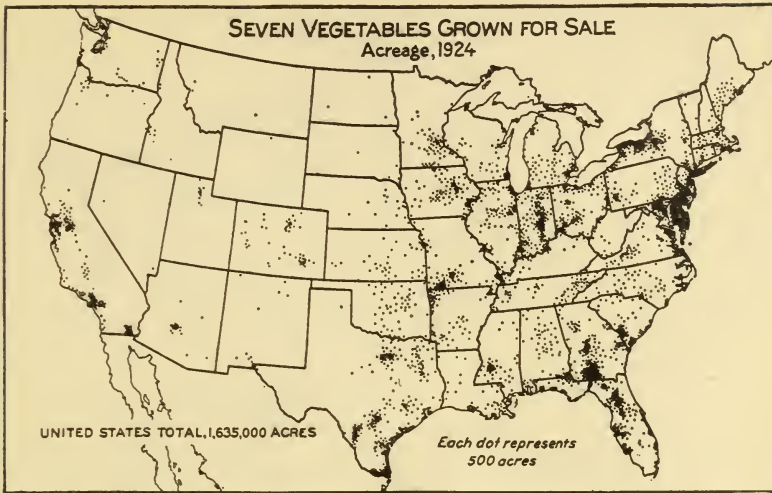 SEVEN VEGETABLES GROWN FOR SALE
Acreage, 1924
UNITED STATES TOTAL, 1,635,000 ACRES
Each dot represents
500 acres